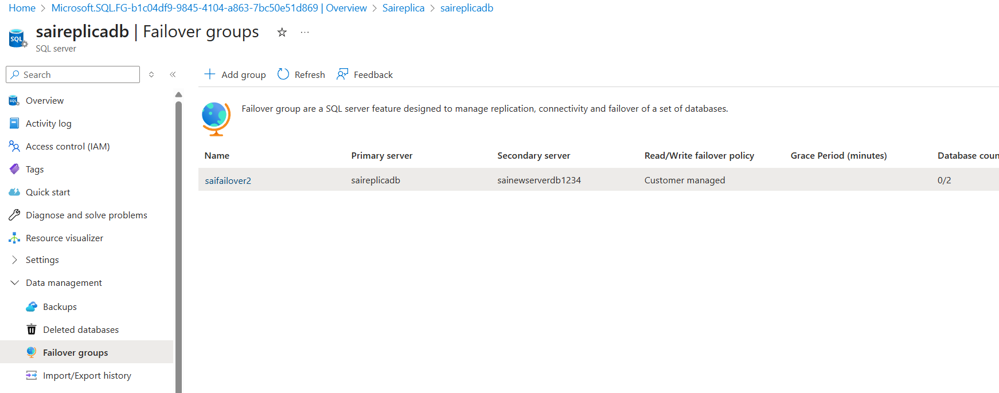 Home > Microsoft.SQL.FG-b1c04df9-9845-4104-a863-7bc50e51d869 | Overview > Saireplica > saireplicadb
saireplicadb | Failover groups
SQL
SQL server
Search
Add group Refresh Feedback
Overview
Activity log
Access control (IAM)
Tags
Quick start
Diagnose and solve problems
Resource visualizer
Settings
Data management
Backups
Deleted databases
Failover groups
Import/Export history
Failover group are a SQL server feature designed to manage replication, connectivity and failover of a set of databases.
Name Primary server Secondary server Read/Write failover policy Grace Period (minutes) Database coun
saifailover2 saireplicadb sainewserverdb1234 Customer managed 0/2